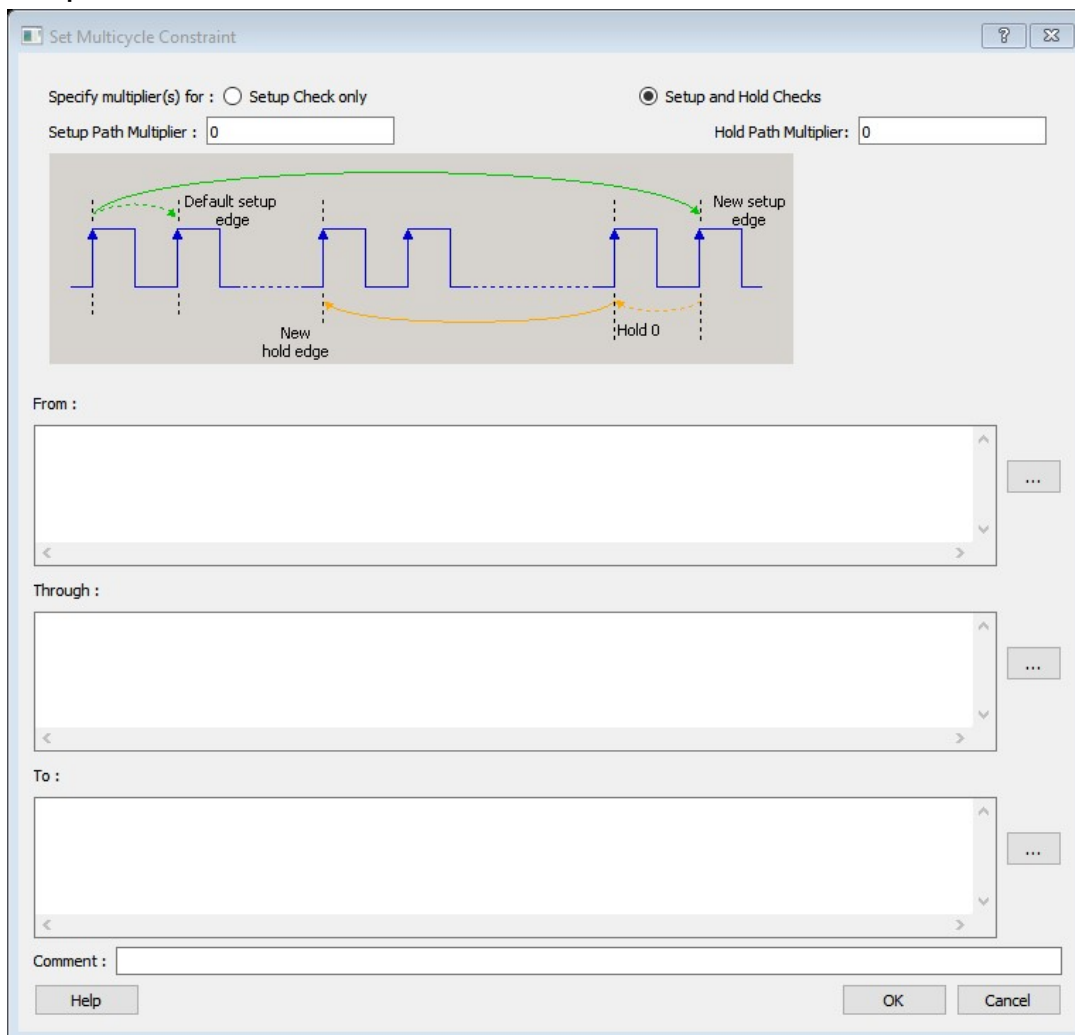 Set Multicycle Constraint
Specify multiplier(s) for : Setup Check only Setup and Hold Checks
Setup Path Multiplier : 0 Hold Path Multiplier: 0
Default setup
edge
New setup
edge
New
hold edge
Hold 0
From :
...
Through :
...
To :
...
Comment :
Help OK Cancel